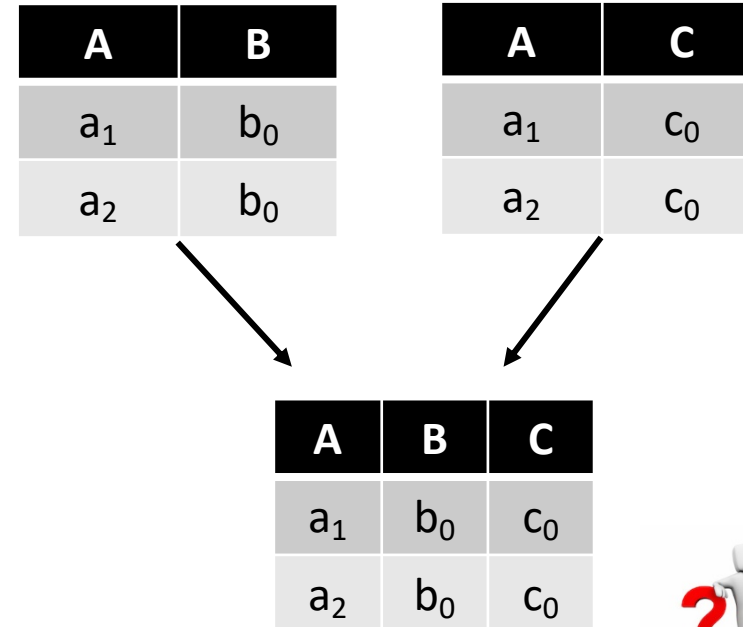 A B
a₁ b₀
a₂ b₀
A C
a₁ c₀
a₂ c₀
A B C
a₁ b₀ c₀
a₂ b₀ c₀
?